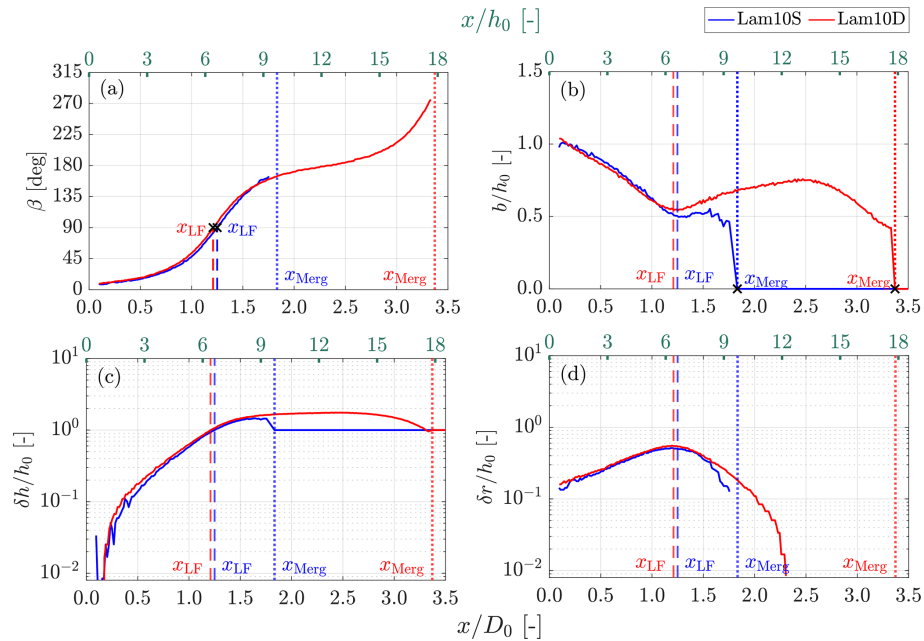 x/h₀ [-]
Lam10S Lam10D
0 3 6 9 12 15 18
0 3 6 9 12 15 18
315
270
225
180
135
90
45
0
β [deg]
(a)
x_LF x_LF
x_Merg x_Merg
0.0 0.5 1.0 1.5 2.0 2.5 3.0 3.5
1.5
1.0
0.5
0.0
b/h₀ [-]
(b)
x_LF x_LF x_Merg x_Merg
0.0 0.5 1.0 1.5 2.0 2.5 3.0 3.5
0 3 6 9 12 15 18
0 3 6 9 12 15 18
10¹
10⁰
10⁻¹
10⁻²
δh/h₀ [-]
(c)
x_LF x_LF x_Merg x_Merg
0.0 0.5 1.0 1.5 2.0 2.5 3.0 3.5
10¹
10⁰
10⁻¹
10⁻²
δr/h₀ [-]
(d)
x_LF x_LF x_Merg x_Merg
0.0 0.5 1.0 1.5 2.0 2.5 3.0 3.5
x/D₀ [-]